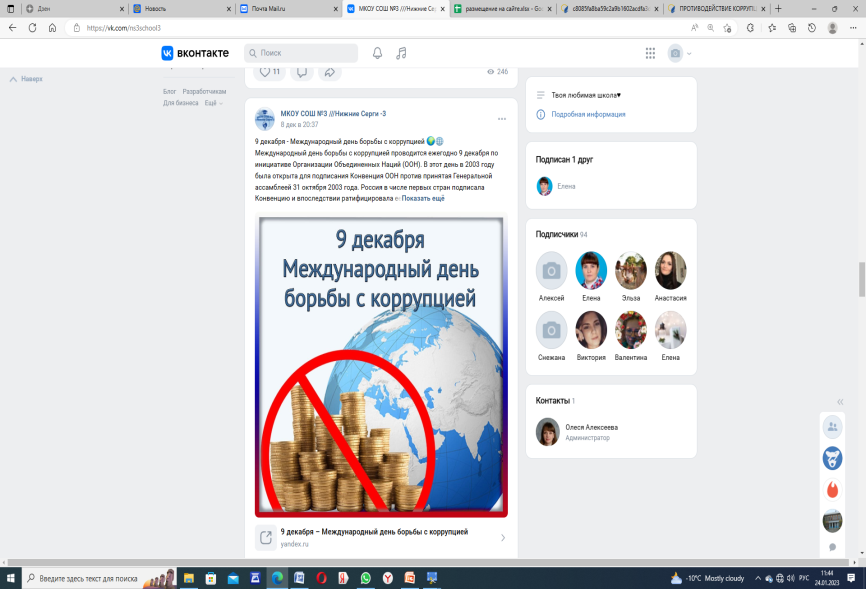 Дзен
Новость
Почта Mail.ru
МКОУ СОШ №3 ///Нижние Серг
размещение на сайте.xlsx - Goo
c8085fa8ba59c2a9b1602acdfa3
ПРОТИВОДЕЙСТВИЕ КОРРУПЦ
https://vk.com/ns3school3
вконтакте
Поиск
Наверх
11
246
Блог Разработчикам
Для бизнеса Ещё
МКОУ СОШ №3 ///Нижние Серги -3
8 дек в 20:37
9 декабря - Международный день борьбы с коррупцией
Международный день борьбы с коррупцией проводится ежегодно 9 декабря по
инициативе Организации Объединенных Наций (ООН). В этот день в 2003 году
была открыта для подписания Конвенция ООН против принятая Генеральной
ассамблеей 31 октября 2003 года. Россия в числе первых стран подписала
Конвенцию и впоследствии ратифицировала е Показать ещё
9 декабря
Международный день
борьбы с коррупцией
9 декабря – Международный день борьбы с коррупцией
yandex.ru
Твоя любимая школа♥
Подробная информация
Подписан 1 друг
Елена
Подписчики 94
Алексей Елена Эльза Анастасия
Снежана Виктория Валентина Елена
Контакты 1
Олеся Алексеева
Администратор
Введите здесь текст для поиска
-10°C Mostly cloudy
РУС
11:44
24.01.2023